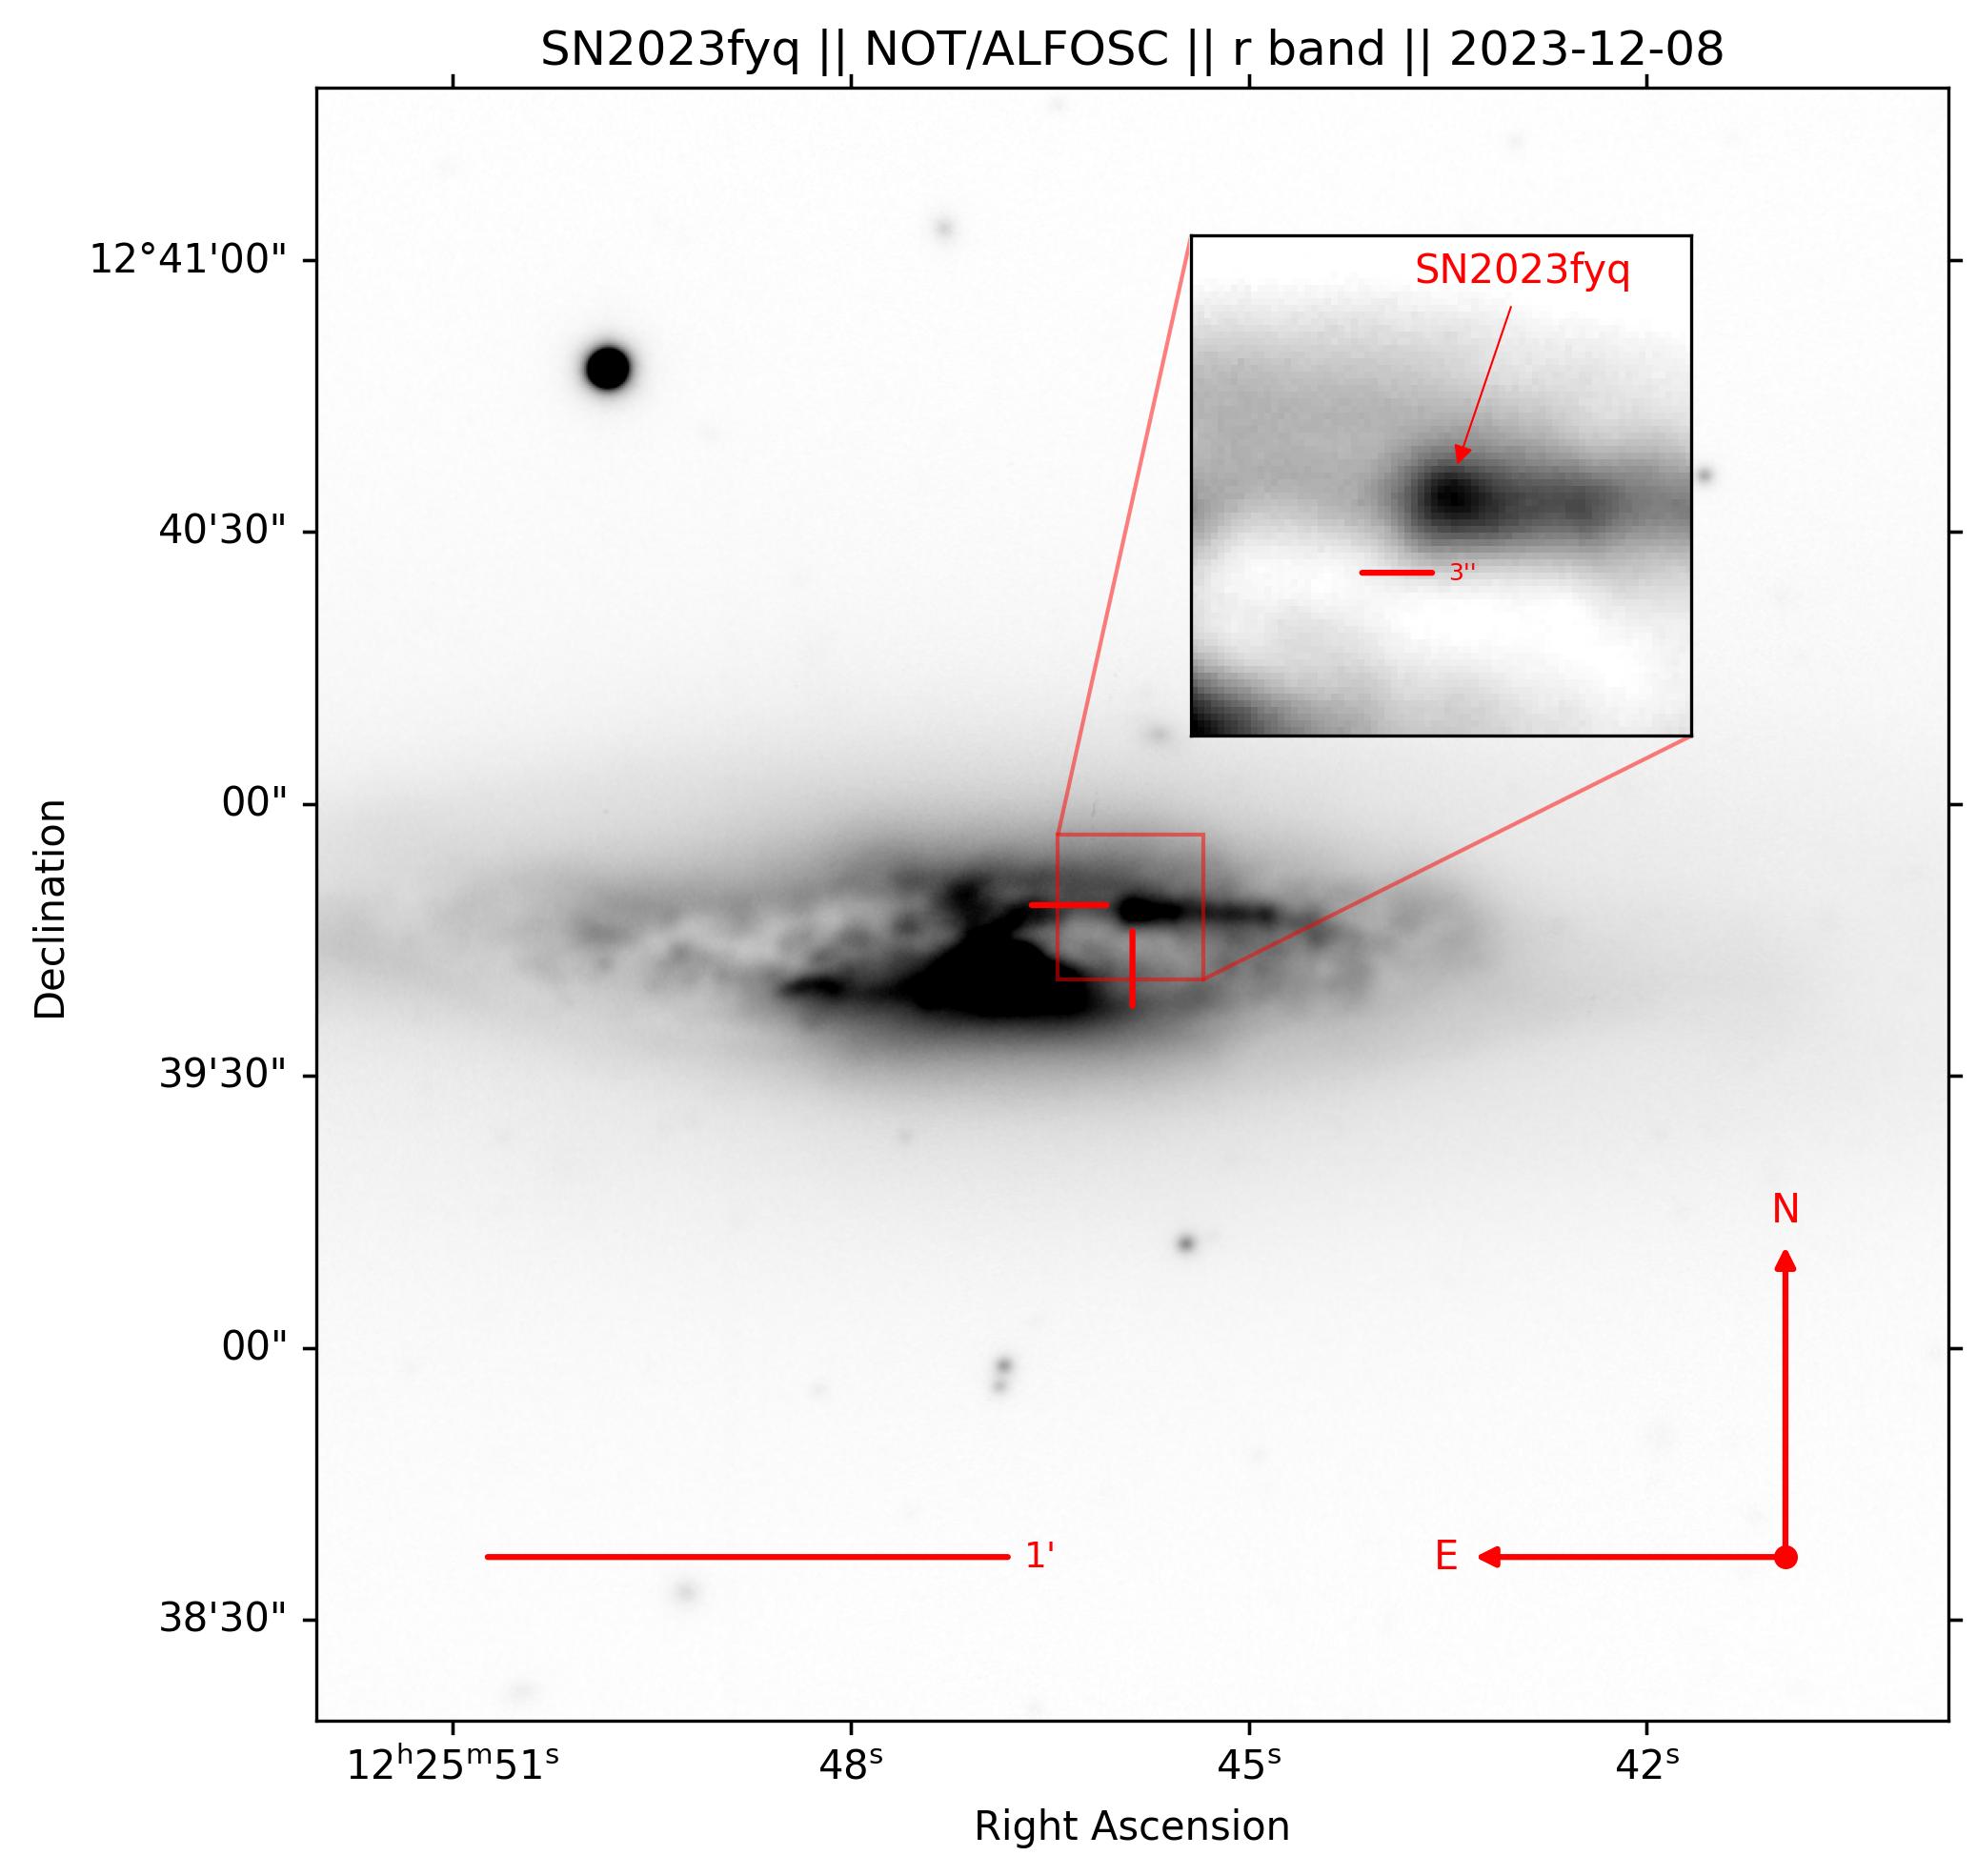 SN2023fyq || NOT/ALFOSC || r band || 2023-12-08
12°41'00"
SN2023fyq
40'30"
3''
00"
Declination
39'30"
N
00"
1'
E
38'30"
12ʰ25ᵐ51ˢ 48ˢ 45ˢ 42ˢ
Right Ascension